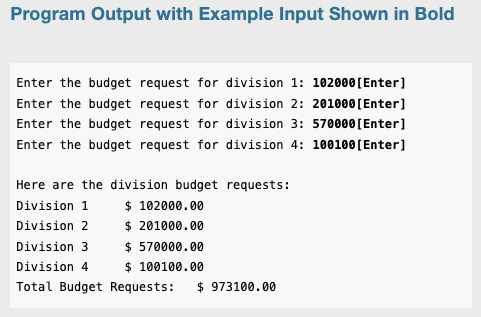 Program Output with Example Input Shown in Bold
Enter the budget request for division 1: 102000[Enter]
Enter the budget request for division 2: 201000[Enter]
Enter the budget request for division 3: 570000[Enter]
Enter the budget request for division 4: 100100[Enter]
Here are the division budget requests:
Division 1     $ 102000.00
Division 2     $ 201000.00
Division 3     $ 570000.00
Division 4     $ 100100.00
Total Budget Requests:   $ 973100.00